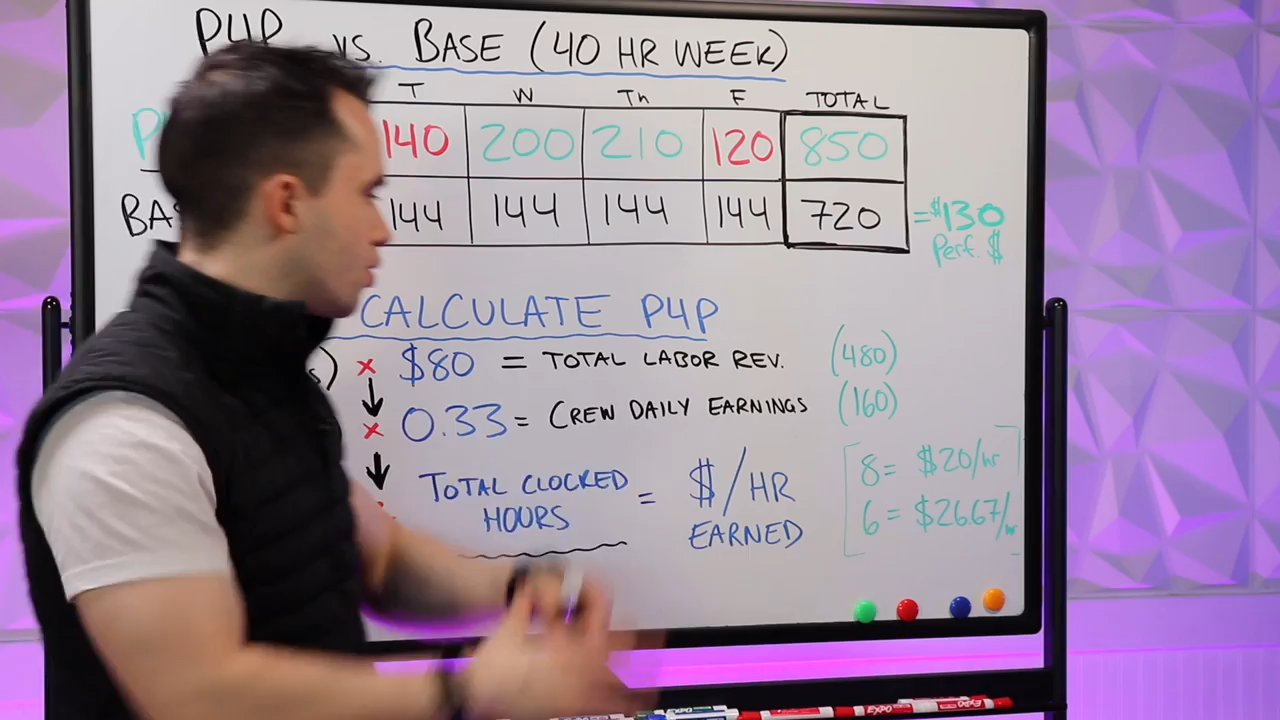 P4P vs. BASE (40 HR WEEK)
T W Th F TOTAL
P 140 200 210 120 850
BAS 144 144 144 144 720 = $130
Perf. $
CALCULATE P4P
s) × $80 = TOTAL LABOR REV. (480)
× 0.33 = CREW DAILY EARNINGS (160)
TOTAL CLOCKED HOURS = $/HR EARNED
[8 = $20/hr
6 = $26.67/hr]
EXPO